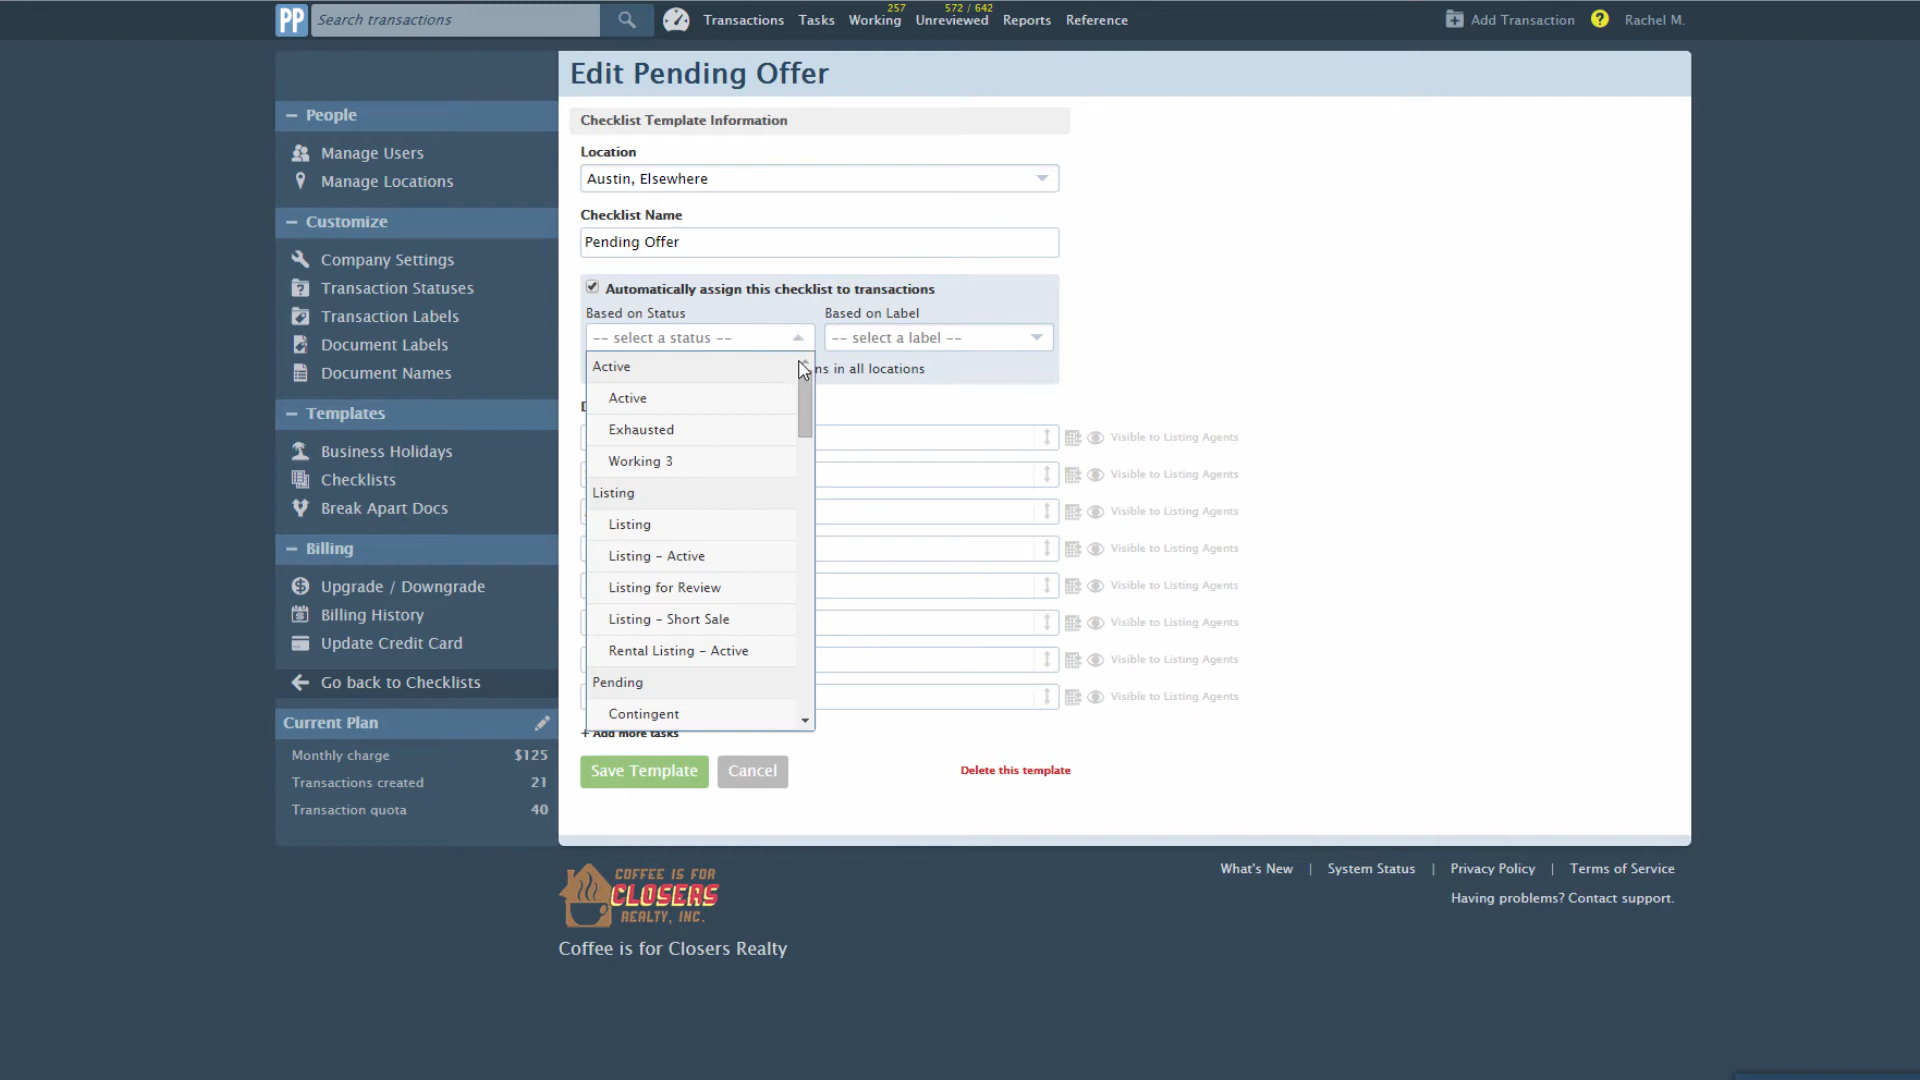 PP Search transactions Transactions Tasks Working 257 Unreviewed 572 / 642 Reports Reference Add Transaction ? Rachel M.
Edit Pending Offer
People
Manage Users
Manage Locations
Customize
Company Settings
Transaction Statuses
Transaction Labels
Document Labels
Document Names
Templates
Business Holidays
Checklists
Break Apart Docs
Billing
Upgrade / Downgrade
Billing History
Update Credit Card
Go back to Checklists
Current Plan
Monthly charge $125
Transactions created 21
Transaction quota 40
Checklist Template Information
Location
Austin, Elsewhere
Checklist Name
Pending Offer
Automatically assign this checklist to transactions
Based on Status Based on Label
-- select a status -- -- select a label --
in all locations
Active
Active
Exhausted
Working 3
Listing
Listing - Active
Listing
Listing for Review
Listing - Short Sale
Rental Listing - Active
Pending
Contingent
Visible to Listing Agents
Visible to Listing Agents
Visible to Listing Agents
Visible to Listing Agents
Visible to Listing Agents
Visible to Listing Agents
Visible to Listing Agents
Visible to Listing Agents
+ Add more tasks
Save Template Cancel Delete this template
What's New | System Status | Privacy Policy | Terms of Service
Having problems? Contact support.
COFFEE IS FOR
CLOSERS
REALTY, INC.
Coffee is for Closers Realty